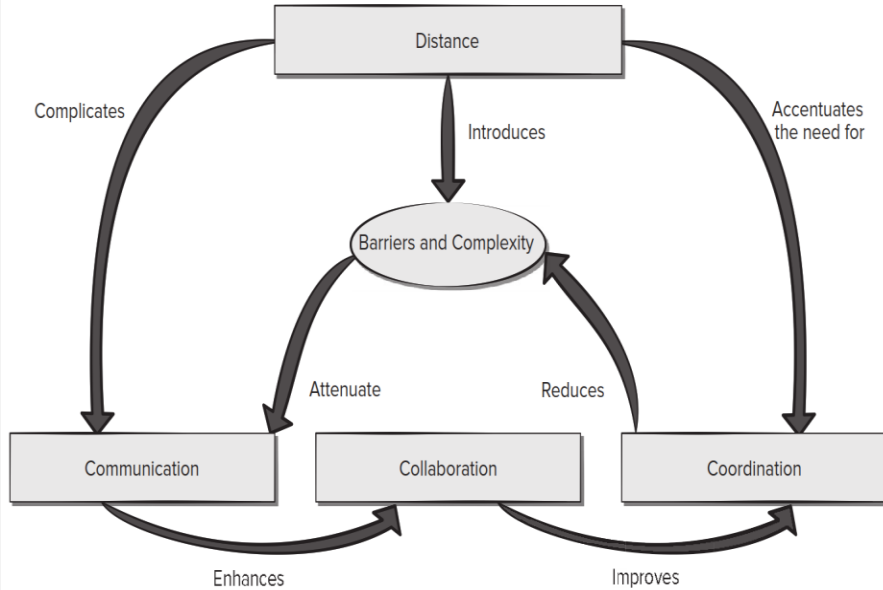 Distance
Complicates
Introduces
Accentuates
the need for
Barriers and Complexity
Attenuate
Reduces
Communication
Collaboration
Coordination
Enhances
Improves